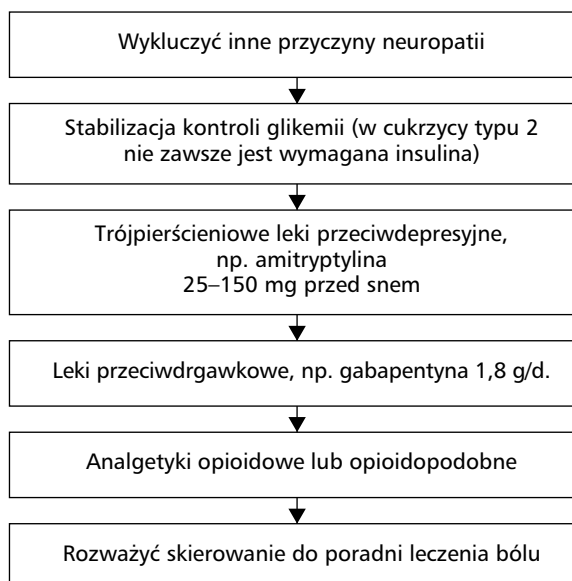 Wykluczyć inne przyczyny neuropatii
Stabilizacja kontroli glikemii (w cukrzycy typu 2
nie zawsze jest wymagana insulina)
Trójpierścieniowe leki przeciwdepresyjne,
np. amitryptylina
25–150 mg przed snem
Leki przeciwdrgawkowe, np. gabapentyna 1,8 g/d.
Analgetyki opioidowe lub opioidopodobne
Rozważyć skierowanie do poradni leczenia bólu